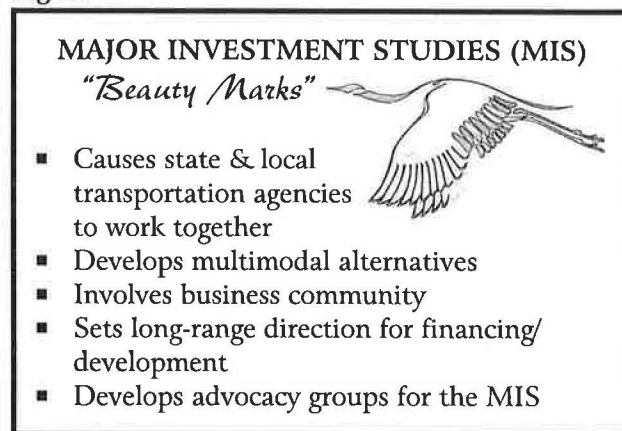 MAJOR INVESTMENT STUDIES (MIS)
"Beauty Marks"
▪ Causes state & local
transportation agencies
to work together
▪ Develops multimodal alternatives
▪ Involves business community
▪ Sets long-range direction for financing/
development
▪ Develops advocacy groups for the MIS